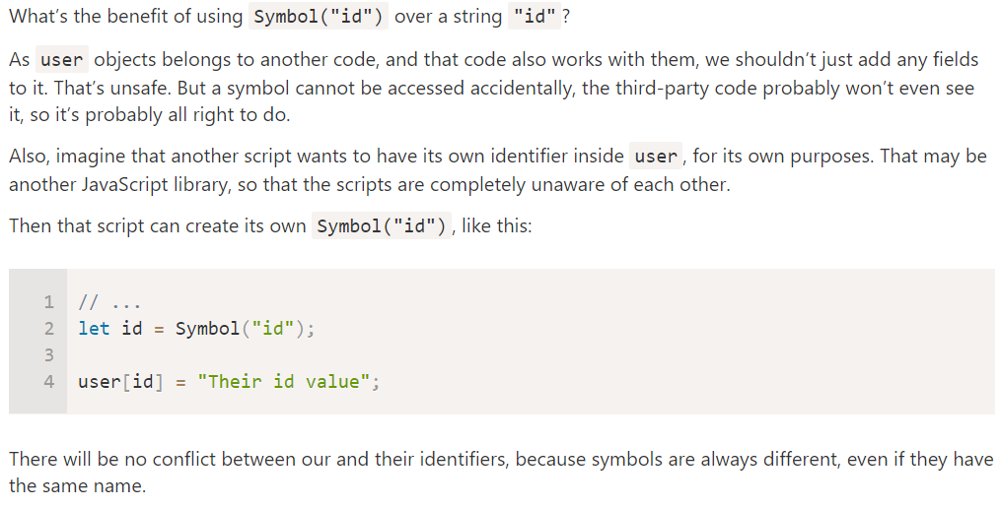 What's the benefit of using Symbol("id") over a string "id"?
As user objects belongs to another code, and that code also works with them, we shouldn't just add any fields
to it. That's unsafe. But a symbol cannot be accessed accidentally, the third-party code probably won't even see
it, so it's probably all right to do.
Also, imagine that another script wants to have its own identifier inside user, for its own purposes. That may be
another JavaScript library, so that the scripts are completely unaware of each other.
Then that script can create its own Symbol("id"), like this:
1 // ...
2 let id = Symbol("id");
3
4 user[id] = "Their id value";
There will be no conflict between our and their identifiers, because symbols are always different, even if they have
the same name.